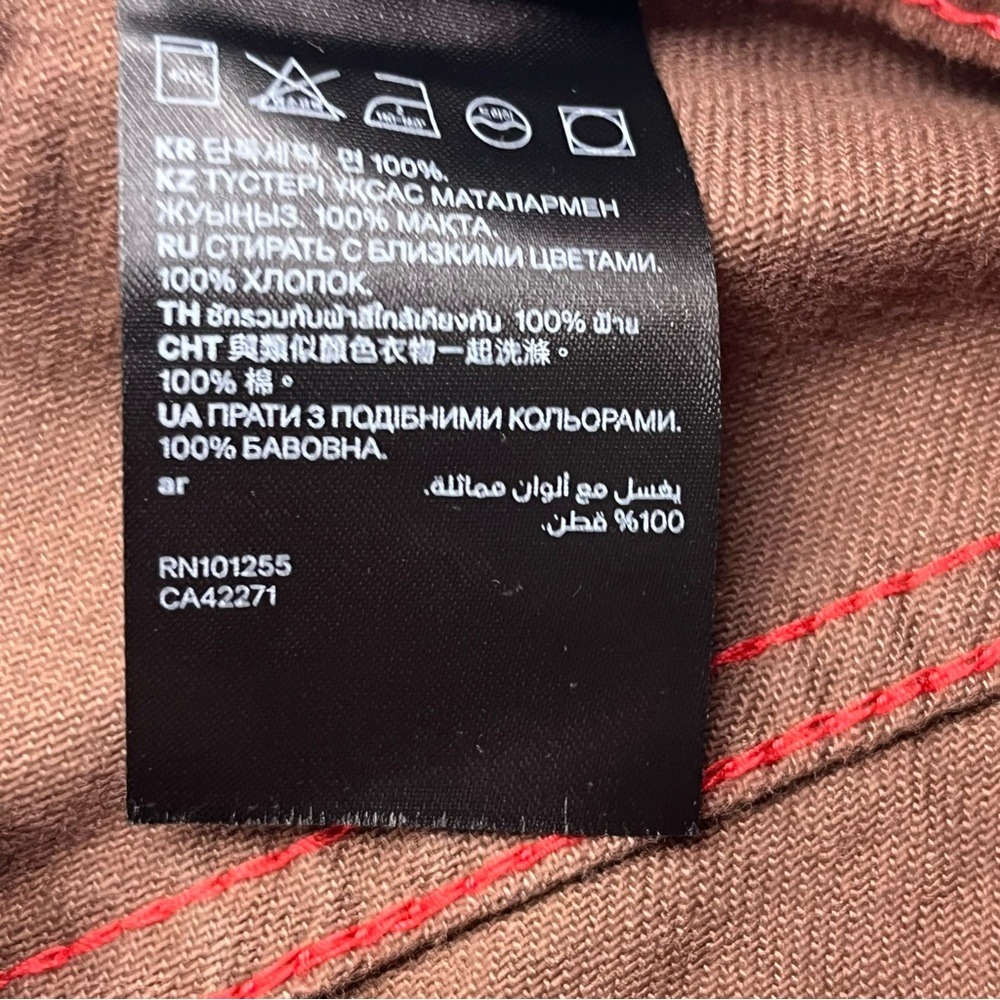 40℃
KR 단독세탁. 면 100%.
KZ ТҮСТЕРІ ҰҚСАС МАТАЛАРМЕН
ЖУЫҢЫЗ. 100% МАҚТА.
RU СТИРАТЬ С БЛИЗКИМИ ЦВЕТАМИ.
100% ХЛОПОК.
TH ซักรวมกับผ้าสีใกล้เคียงกัน 100% ฝ้าย
CHT 與類似顏色衣物一起洗滌。
100% 棉。
UA ПРАТИ З ПОДІБНИМИ КОЛЬОРАМИ.
100% БАВОВНА.
ar يغسل مع ألوان مماثلة.
100% قطن.
RN101255
CA42271